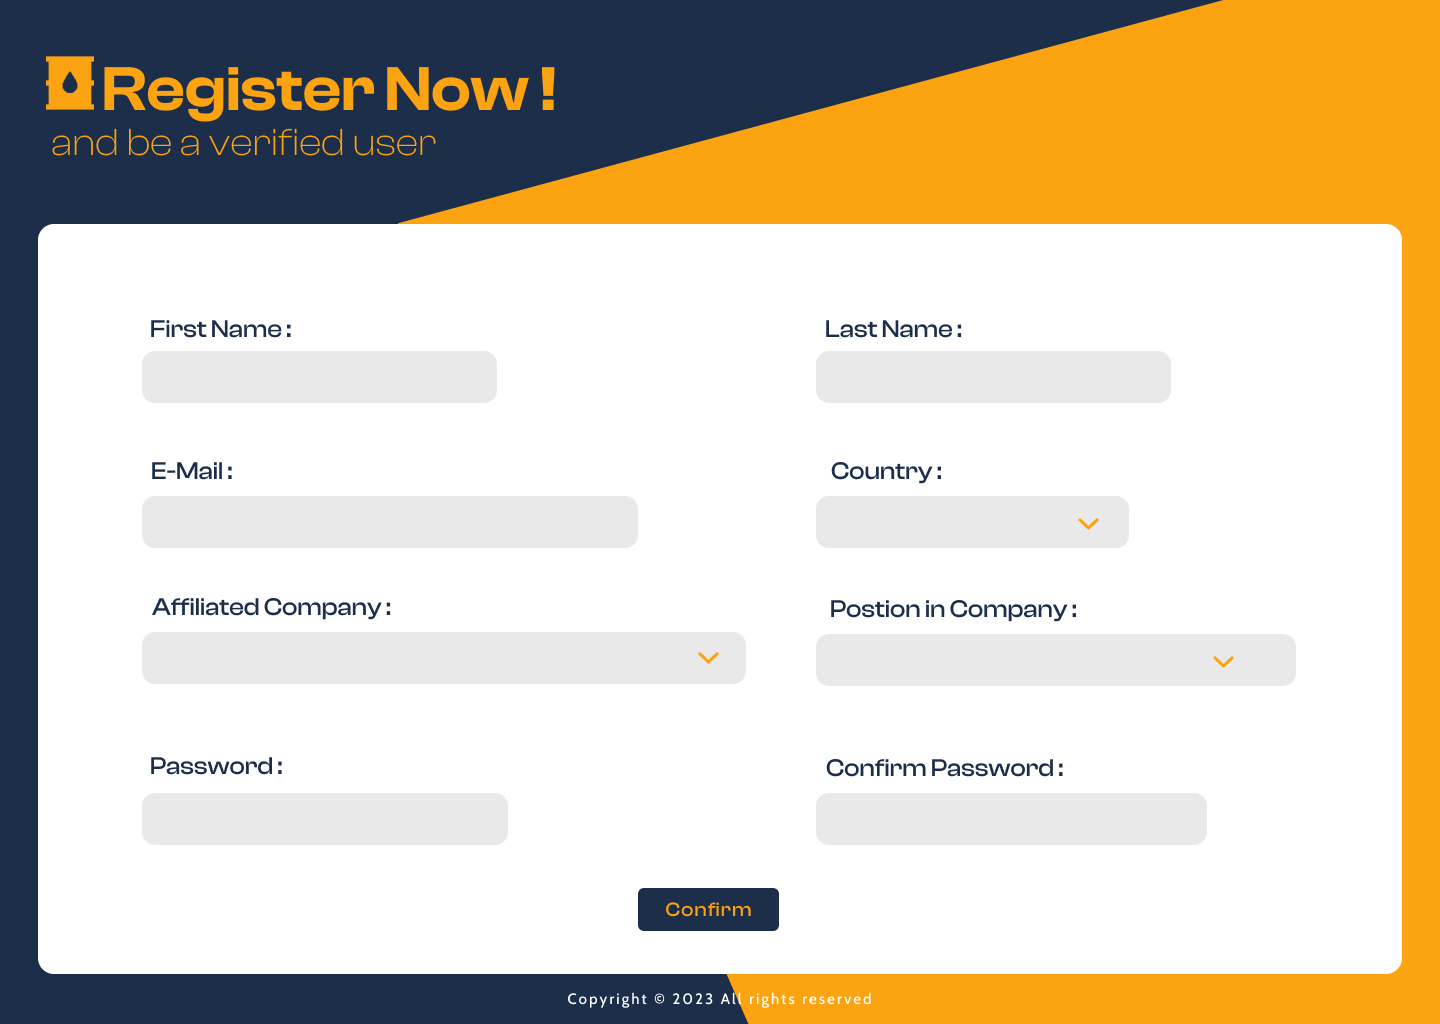 Register Now !
and be a verified user
First Name :
Last Name :
E-Mail :
Country :
Affiliated Company :
Postion in Company :
Password :
Confirm Password :
Confirm
Copyright © 2023 All rights reserved